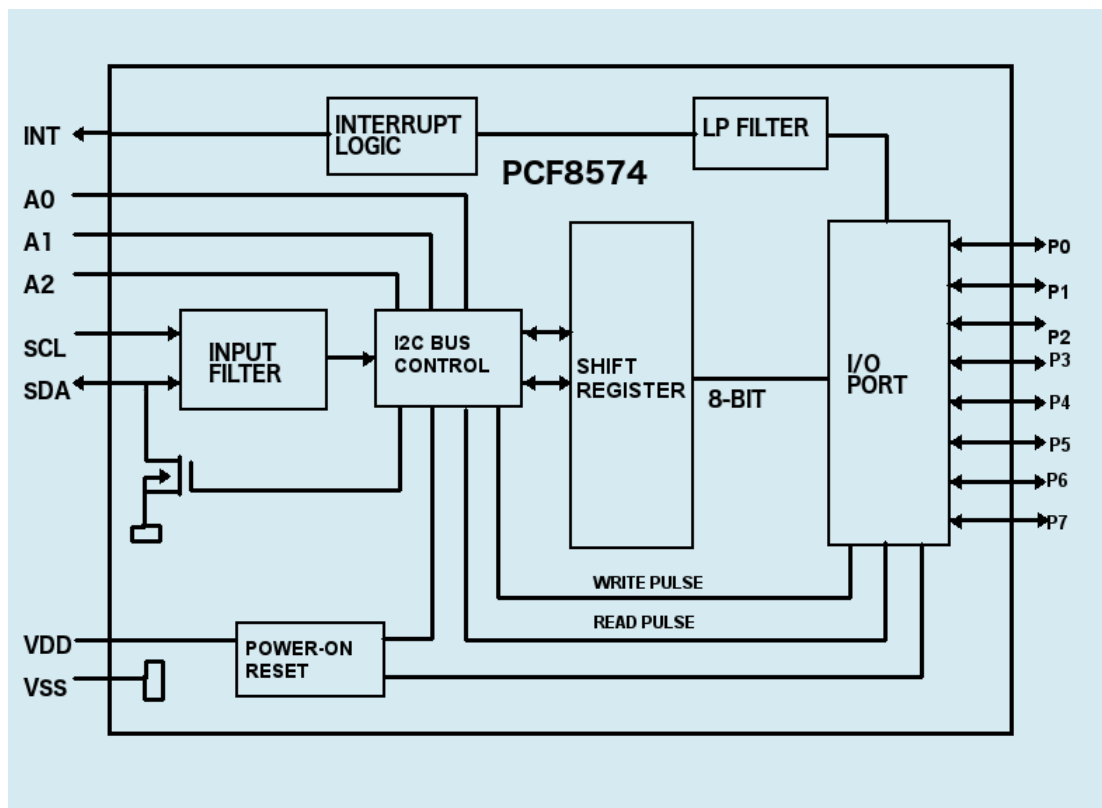 INT
INTERRUPT
LOGIC
LP FILTER
PCF8574
A0
A1
A2
SCL
SDA
INPUT
FILTER
I2C BUS
CONTROL
SHIFT
REGISTER
8-BIT
I/O
PORT
P0
P1
P2
P3
P4
P5
P6
P7
WRITE PULSE
READ PULSE
VDD
VSS
POWER-ON
RESET